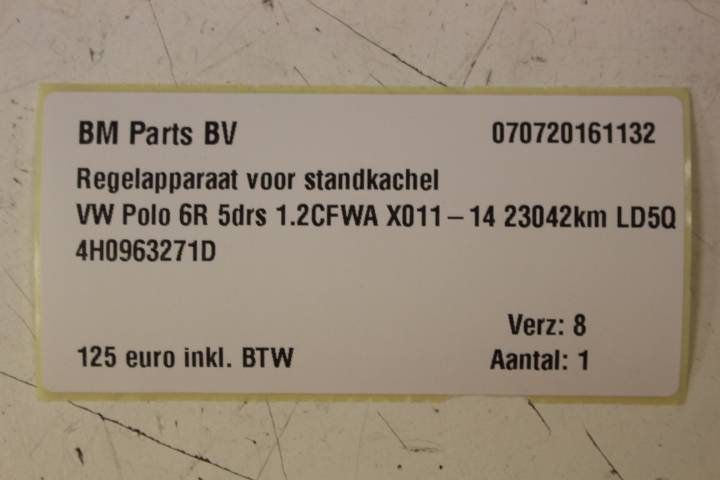 BM Parts BV 070720161132
Regelapparaat voor standkachel
VW Polo 6R 5drs 1.2CFWA X011-14 23042km LD5Q
4H0963271D
Verz: 8
125 euro inkl. BTW Aantal: 1